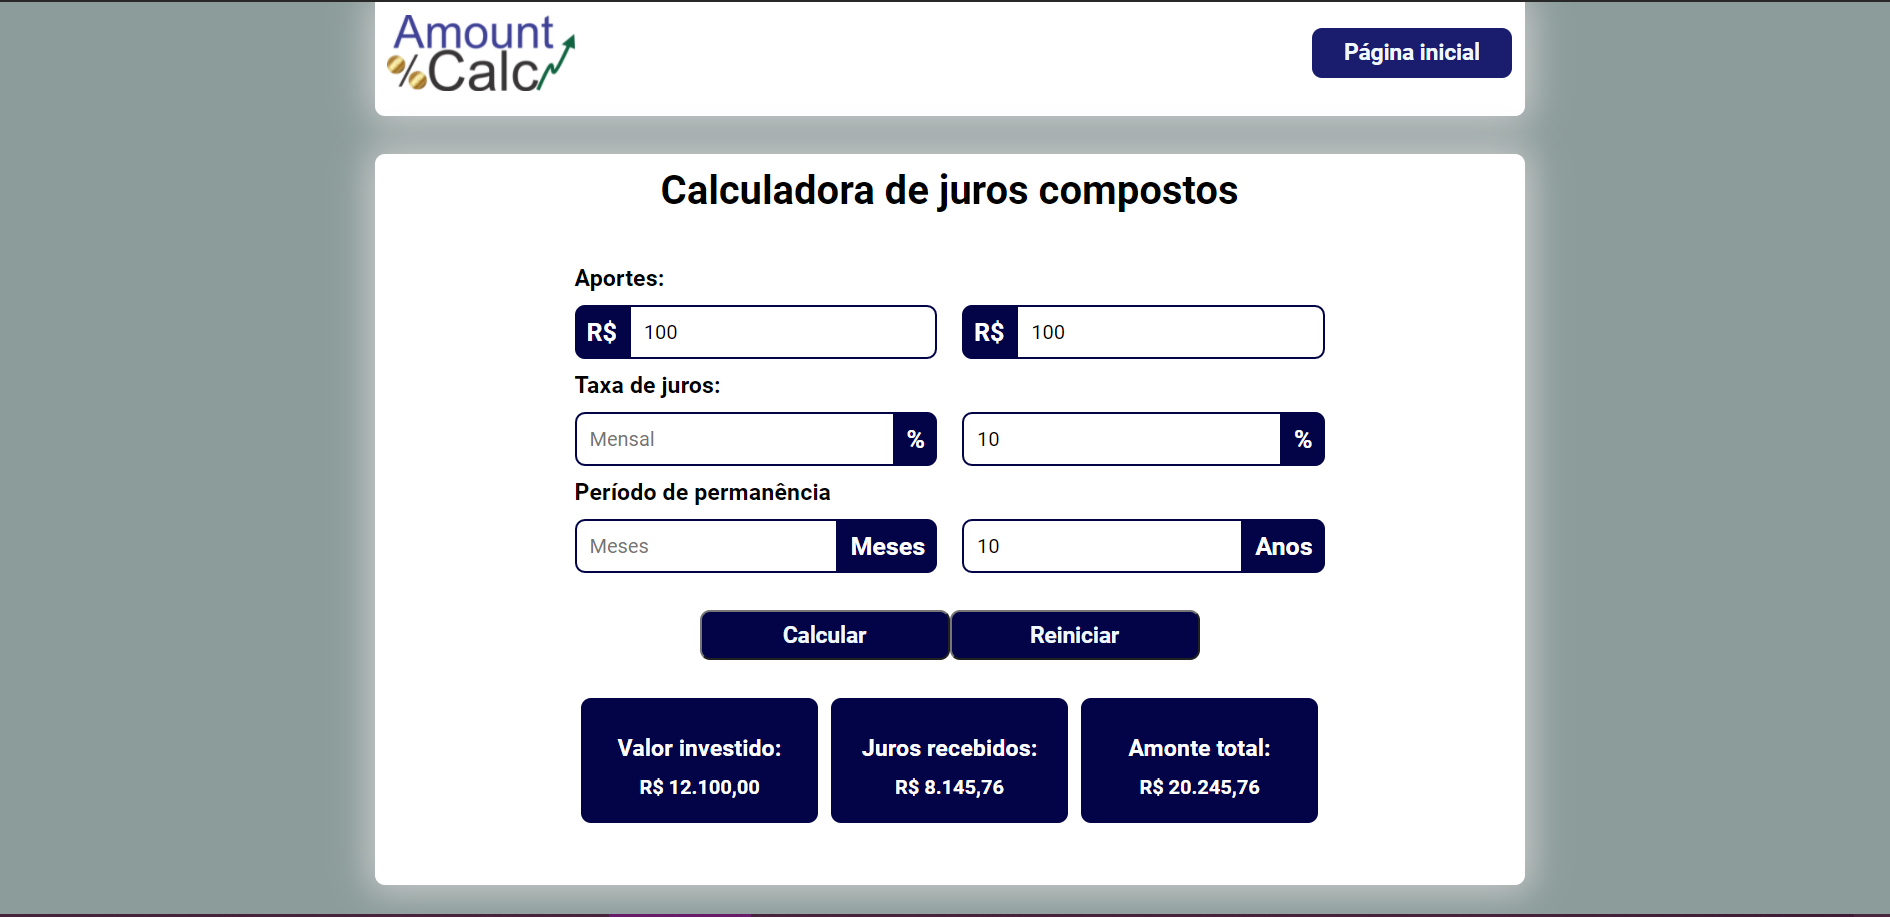 Amount
%Calc
Página inicial
Calculadora de juros compostos
Aportes:
R$ 100 R$ 100
Taxa de juros:
Mensal % 10 %
Período de permanência
Meses Meses 10 Anos
Calcular Reiniciar
Valor investido: Juros recebidos: Amonte total:
R$ 12.100,00 R$ 8.145,76 R$ 20.245,76